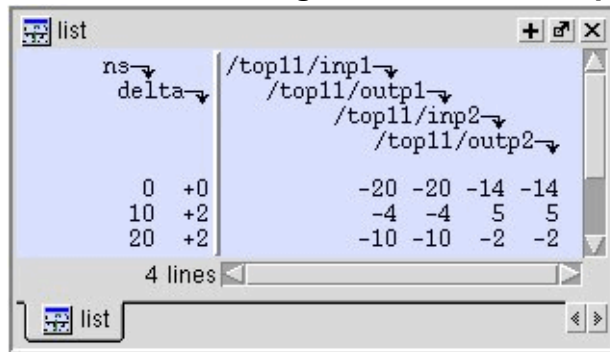 list
ns /top11/inp1
delta /top11/outp1
/top11/inp2
/top11/outp2
0 +0 -20 -20 -14 -14
10 +2 -4 -4 5 5
20 +2 -10 -10 -2 -2
4 lines
list